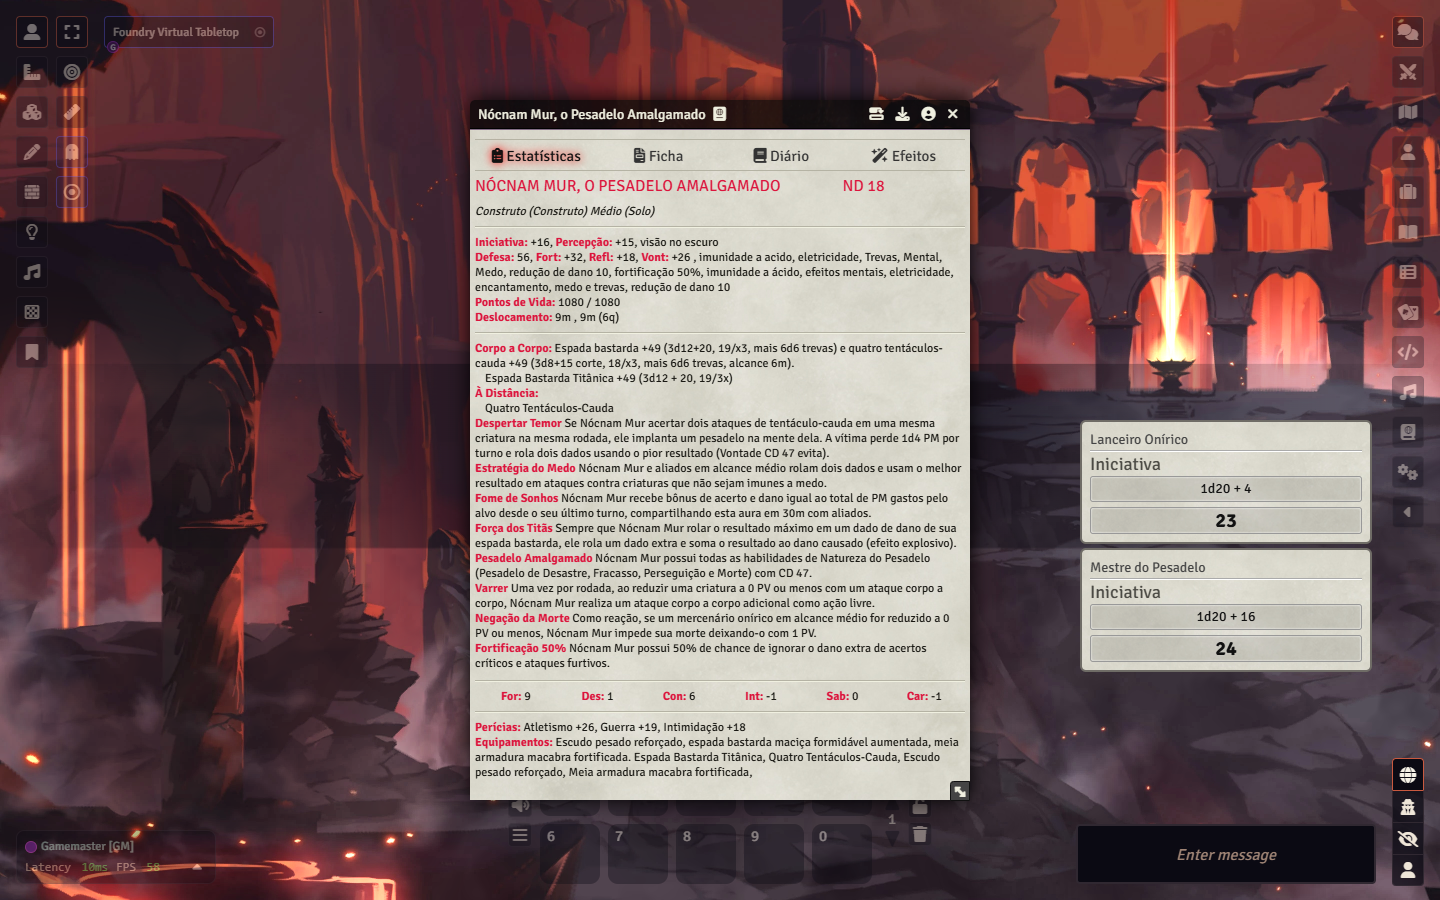 Foundry Virtual Tabletop
G
Nócnam Mur, o Pesadelo Amalgamado
Estatísticas
Ficha
Diário
Efeitos
NÓCNAM MUR, O PESADELO AMALGAMADO ND 18
Construto (Construto) Médio (Solo)
Iniciativa: +16, Percepção: +15, visão no escuro
Defesa: 56, Fort: +32, Refl: +18, Vont: +26 , imunidade a acido, eletricidade, Trevas, Mental,
Medo, redução de dano 10, fortificação 50%, imunidade a ácido, efeitos mentais, eletricidade,
encantamento, medo e trevas, redução de dano 10
Pontos de Vida: 1080 / 1080
Deslocamento: 9m , 9m (6q)
Corpo a Corpo: Espada bastarda +49 (3d12+20, 19/x3, mais 6d6 trevas) e quatro tentáculos-
cauda +49 (3d8+15 corte, 18/x3, mais 6d6 trevas, alcance 6m).
Espada Bastarda Titânica +49 (3d12 + 20, 19/3x)
À Distância:
Quatro Tentáculos-Cauda
Despertar Temor Se Nócnam Mur acertar dois ataques de tentáculo-cauda em uma mesma
criatura na mesma rodada, ele implanta um pesadelo na mente dela. A vítima perde 1d4 PM por
turno e rola dois dados usando o pior resultado (Vontade CD 47 evita).
Estratégia do Medo Nócnam Mur e aliados em alcance médio rolam dois dados e usam o melhor
resultado em ataques contra criaturas que não sejam imunes a medo.
Fome de Sonhos Nócnam Mur recebe bônus de acerto e dano igual ao total de PM gastos pelo
alvo desde o seu último turno, compartilhando esta aura em 30m com aliados.
Força dos Titãs Sempre que Nócnam Mur rolar o resultado máximo em um dado de dano de sua
espada bastarda, ele rola um dado extra e soma o resultado ao dano causado (efeito explosivo).
Pesadelo Amalgamado Nócnam Mur possui todas as habilidades de Natureza do Pesadelo
(Pesadelo de Desastre, Fracasso, Perseguição e Morte) com CD 47.
Varrer Uma vez por rodada, ao reduzir uma criatura a 0 PV ou menos com um ataque corpo a
corpo, Nócnam Mur realiza um ataque corpo a corpo adicional como ação livre.
Negação da Morte Como reação, se um mercenário onírico em alcance médio for reduzido a 0
PV ou menos, Nócnam Mur impede sua morte deixando-o com 1 PV.
Fortificação 50% Nócnam Mur possui 50% de chance de ignorar o dano extra de acertos
críticos e ataques furtivos.
For: 9 Des: 1 Con: 6 Int: -1 Sab: 0 Car: -1
Perícias: Atletismo +26, Guerra +19, Intimidação +18
Equipamentos: Escudo pesado reforçado, espada bastarda maciça formidável aumentada, meia
armadura macabra fortificada. Espada Bastarda Titânica, Quatro Tentáculos-Cauda, Escudo
pesado reforçado, Meia armadura macabra fortificada,
Lanceiro Onírico
Iniciativa
1d20 + 4
23
Mestre do Pesadelo
Iniciativa
1d20 + 16
24
1
6 7 8 9 0
Gamemaster [GM]
Latency 10ms FPS 58
Enter message